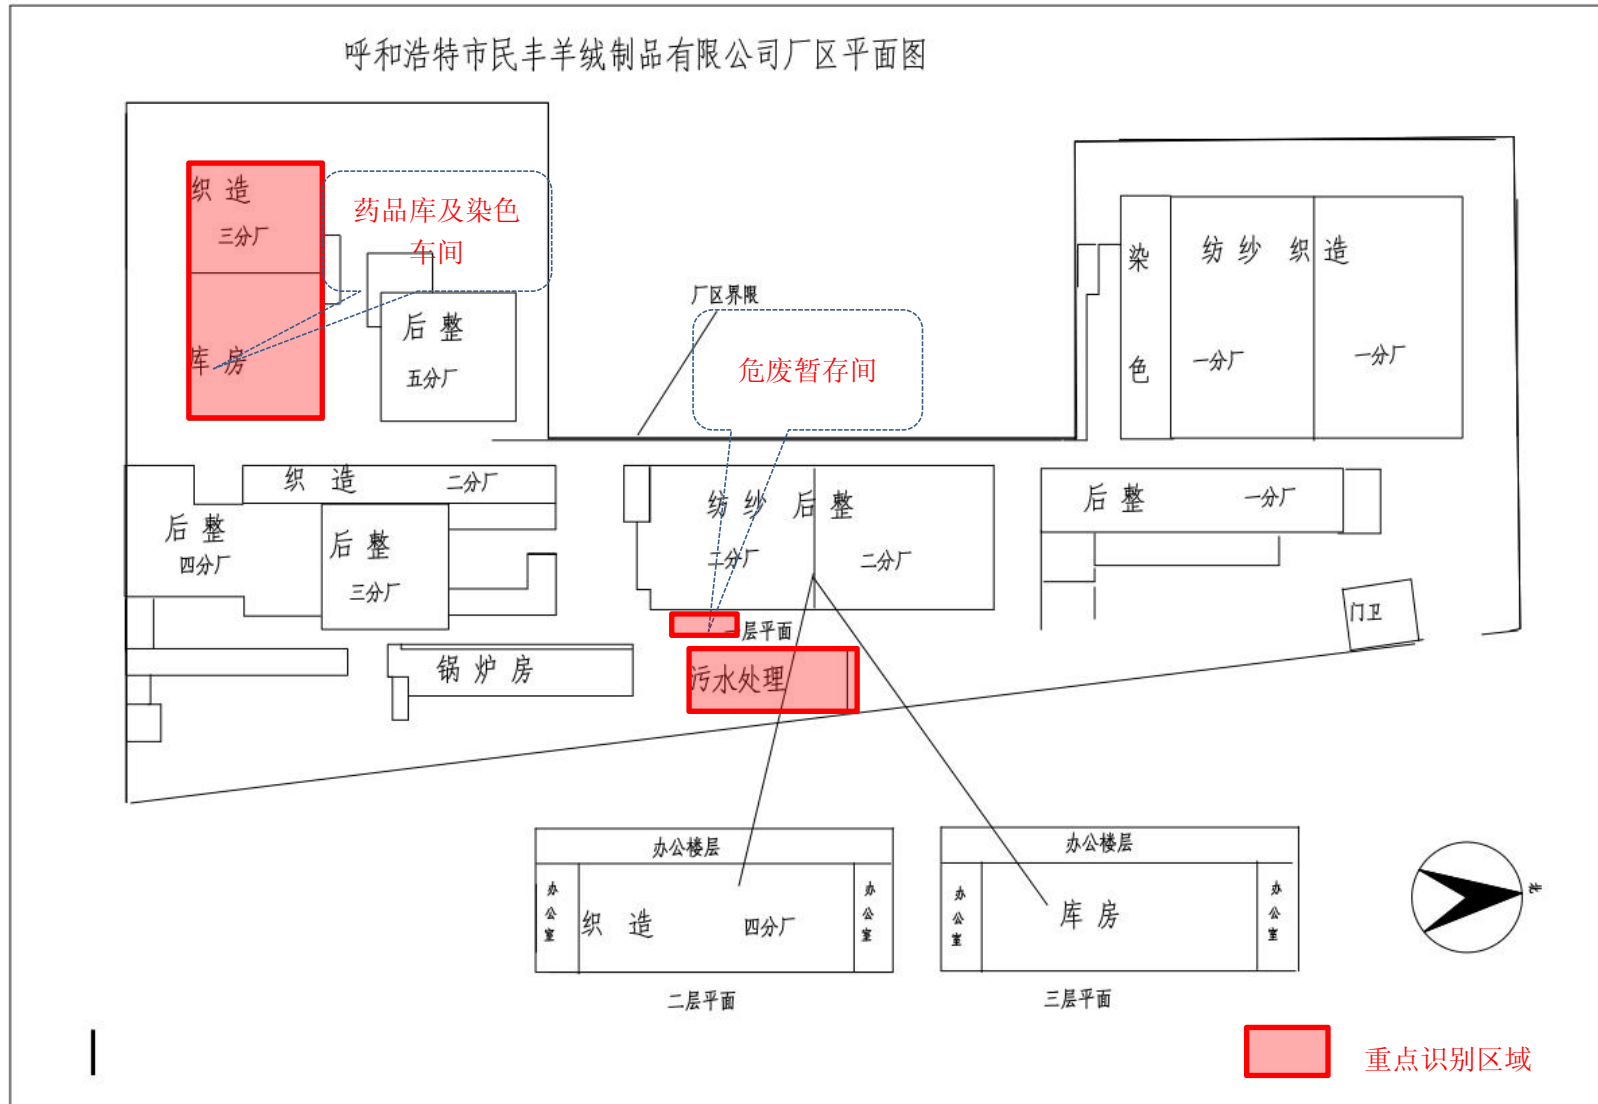 呼和浩特市民丰羊绒制品有限公司厂区平面图
织造
三分厂
库房
药品库及染色
车间
后整
五分厂
厂区界限
危废暂存间
染色
纺纱 织造
一分厂
一分厂
织造 二分厂
后整
四分厂
后整
三分厂
纺纱 后整
二分厂
二分厂
后整 一分厂
门卫
一层平面
锅炉房
污水处理
办公楼层
办公室
织造 四分厂
办公室
二层平面
办公楼层
办公室
库房
办公室
三层平面
北
重点识别区域